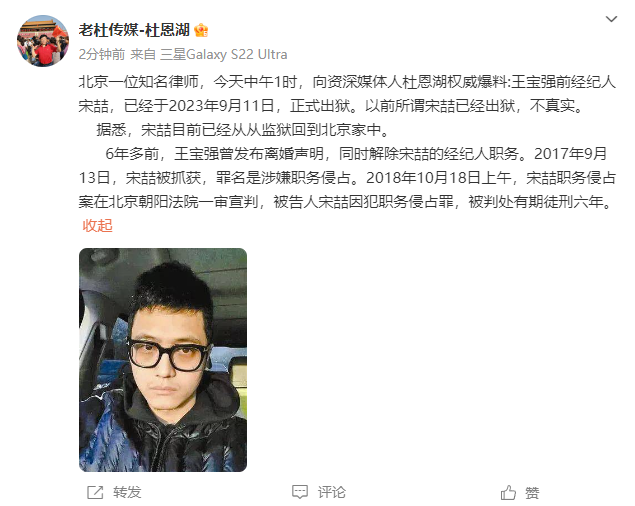 老杜传媒-杜恩湖
2分钟前 来自 三星Galaxy S22 Ultra
北京一位知名律师，今天中午1时，向资深媒体人杜恩湖权威爆料:王宝强前经纪人
宋喆，已经于2023年9月11日，正式出狱。以前所谓宋喆已经出狱，不真实。
据悉，宋喆目前已经从从监狱回到北京家中。
6年多前，王宝强曾发布离婚声明，同时解除宋喆的经纪人职务。2017年9月
13日，宋喆被抓获，罪名是涉嫌职务侵占。2018年10月18日上午，宋喆职务侵占
案在北京朝阳法院一审宣判，被告人宋喆因犯职务侵占罪，被判处有期徒刑六年。
收起
转发
评论
赞